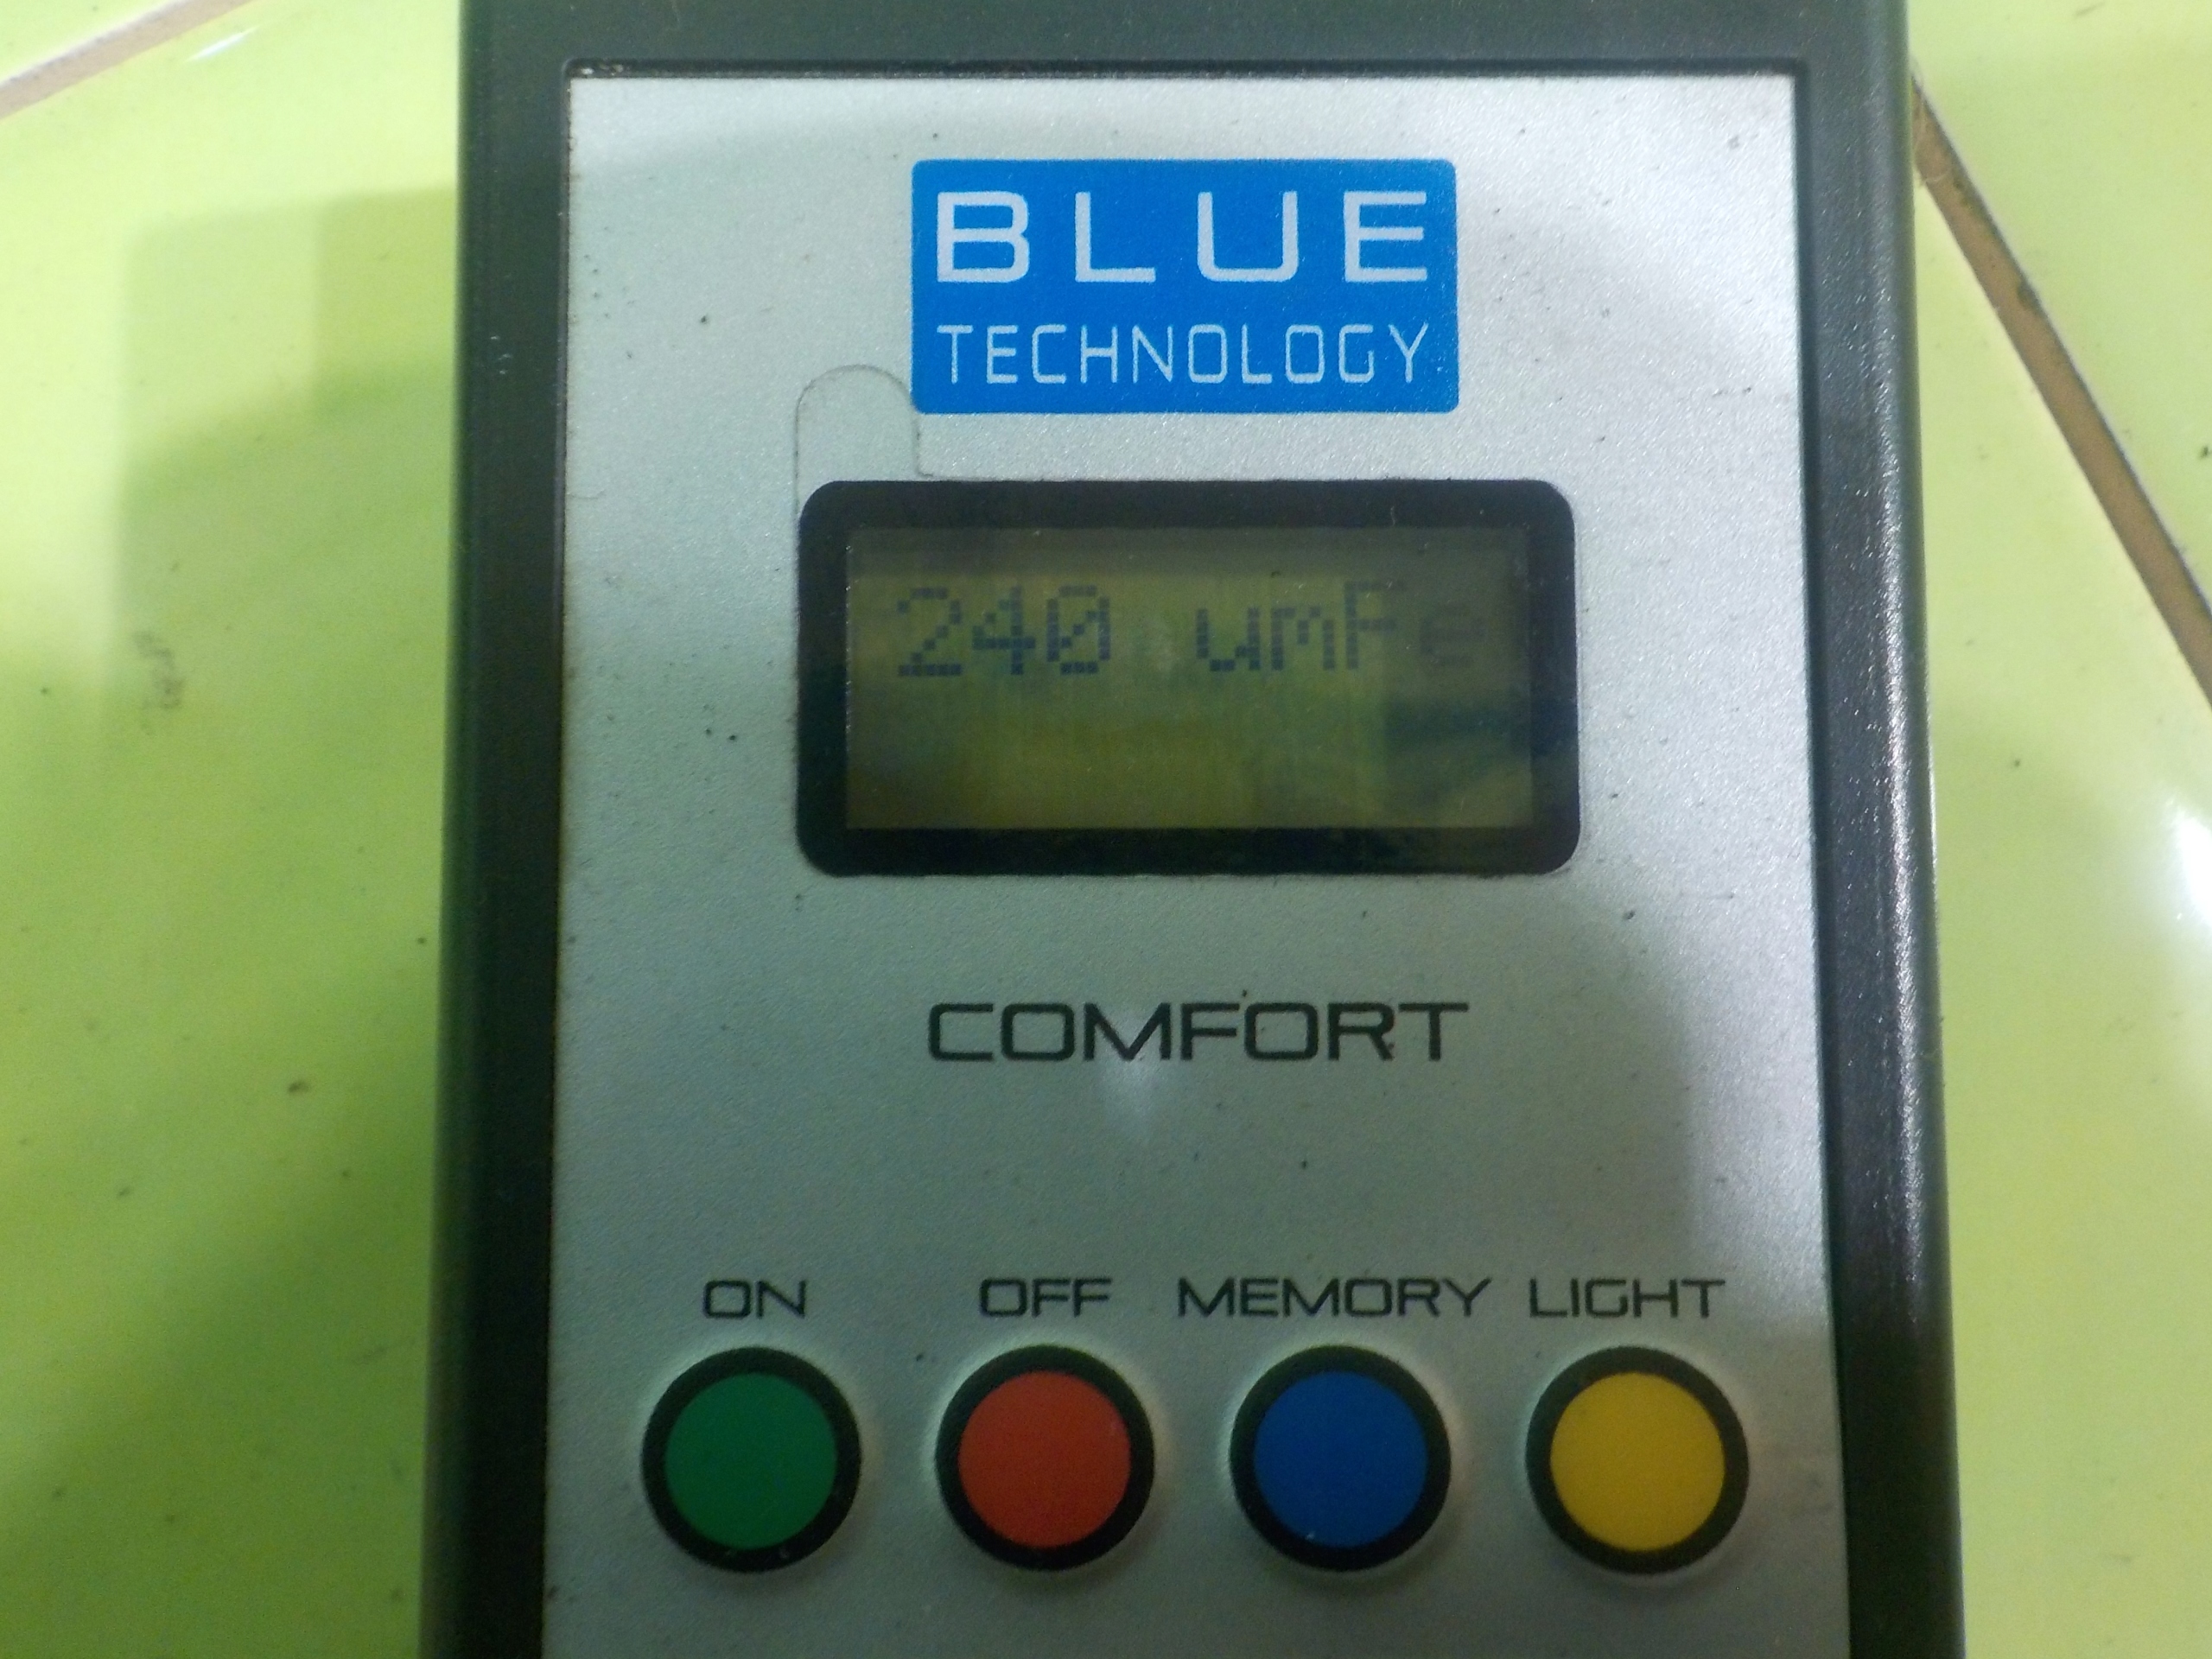 BLUE
TECHNOLOGY
240 umFe
COMFORT
ON OFF MEMORY LIGHT